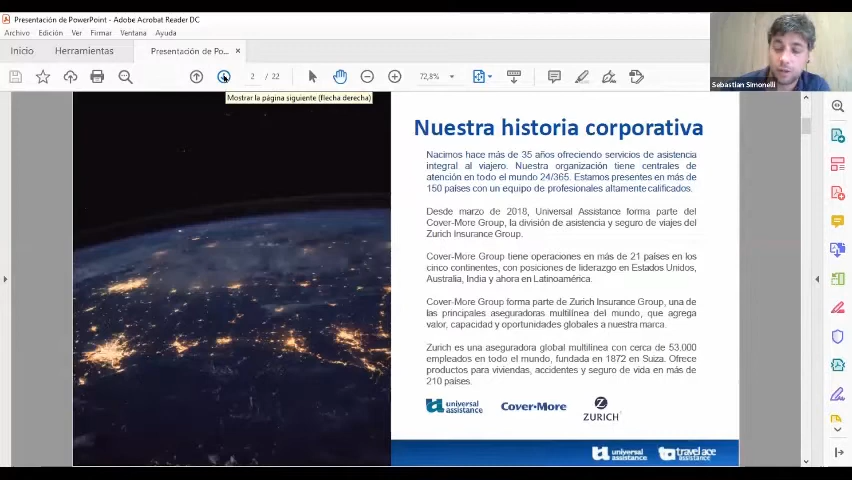 Presentación de PowerPoint - Adobe Acrobat Reader DC
Archivo Edición Ver Firmar Ventana Ayuda
Inicio Herramientas Presentación de Po... ×
2 / 22 72,8%
Mostrar la página siguiente (flecha derecha)
Sebastian Simonelli
Nuestra historia corporativa
Nacimos hace más de 35 años ofreciendo servicios de asistencia
integral al viajero. Nuestra organización tiene centrales de
atención en todo el mundo 24/365. Estamos presentes en más de
150 países con un equipo de profesionales altamente calificados.
Desde marzo de 2018, Universal Assistance forma parte del
Cover-More Group, la división de asistencia y seguro de viajes del
Zurich Insurance Group.
Cover-More Group tiene operaciones en más de 21 países en los
cinco continentes, con posiciones de liderazgo en Estados Unidos,
Australia, India y ahora en Latinoamérica.
Cover-More Group forma parte de Zurich Insurance Group, una de
las principales aseguradoras multilínea del mundo, que agrega
valor, capacidad y oportunidades globales a nuestra marca.
Zurich es una aseguradora global multilínea con cerca de 53.000
empleados en todo el mundo, fundada en 1872 en Suiza. Ofrece
productos para viviendas, accidentes y seguro de vida en más de
210 países.
universal assistance Cover-More ZURICH
universal assistance travel ace assistance